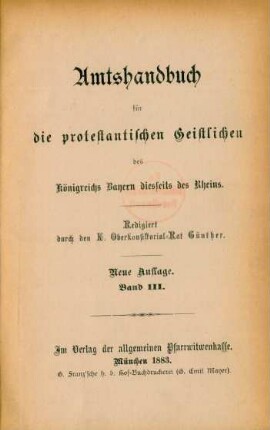 Amtshandbuch
für
die protestantischen Geistlichen
des
Königreichs Bayern diesseits des Rheins.
Redigiert
durch den K. Oberkonsistorial-Rat Günther.
Neue Auflage.
Band III.
Im Verlag der allgemeinen Pfarrwitwenkasse.
München 1883.
G. Franz'sche h. b. Hof-Buchdruckerei (G. Emil Mayer).